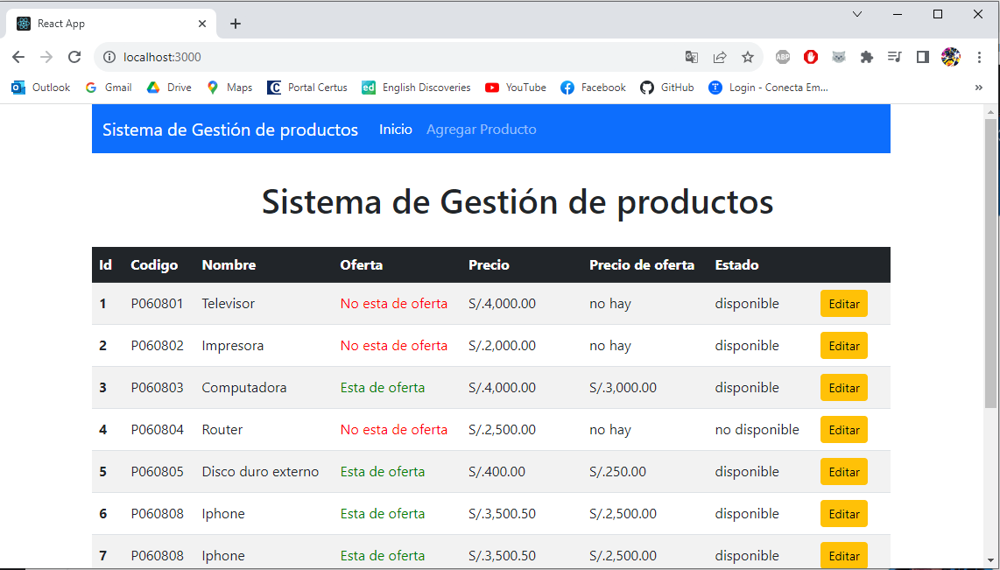 React App
localhost:3000
ABP
Outlook Gmail Drive Maps Portal Certus ed English Discoveries YouTube Facebook GitHub Login - Conecta Em...
Sistema de Gestión de productos Inicio Agregar Producto
Sistema de Gestión de productos
Id Codigo Nombre Oferta Precio Precio de oferta Estado
1 P060801 Televisor No esta de oferta S/.4,000.00 no hay disponible Editar
2 P060802 Impresora No esta de oferta S/.2,000.00 no hay disponible Editar
3 P060803 Computadora Esta de oferta S/.4,000.00 S/.3,000.00 disponible Editar
4 P060804 Router No esta de oferta S/.2,500.00 no hay no disponible Editar
5 P060805 Disco duro externo Esta de oferta S/.400.00 S/.250.00 disponible Editar
6 P060808 Iphone Esta de oferta S/.3,500.50 S/.2,500.00 disponible Editar
7 P060808 Iphone Esta de oferta S/.3,500.50 S/.2,500.00 disponible Editar